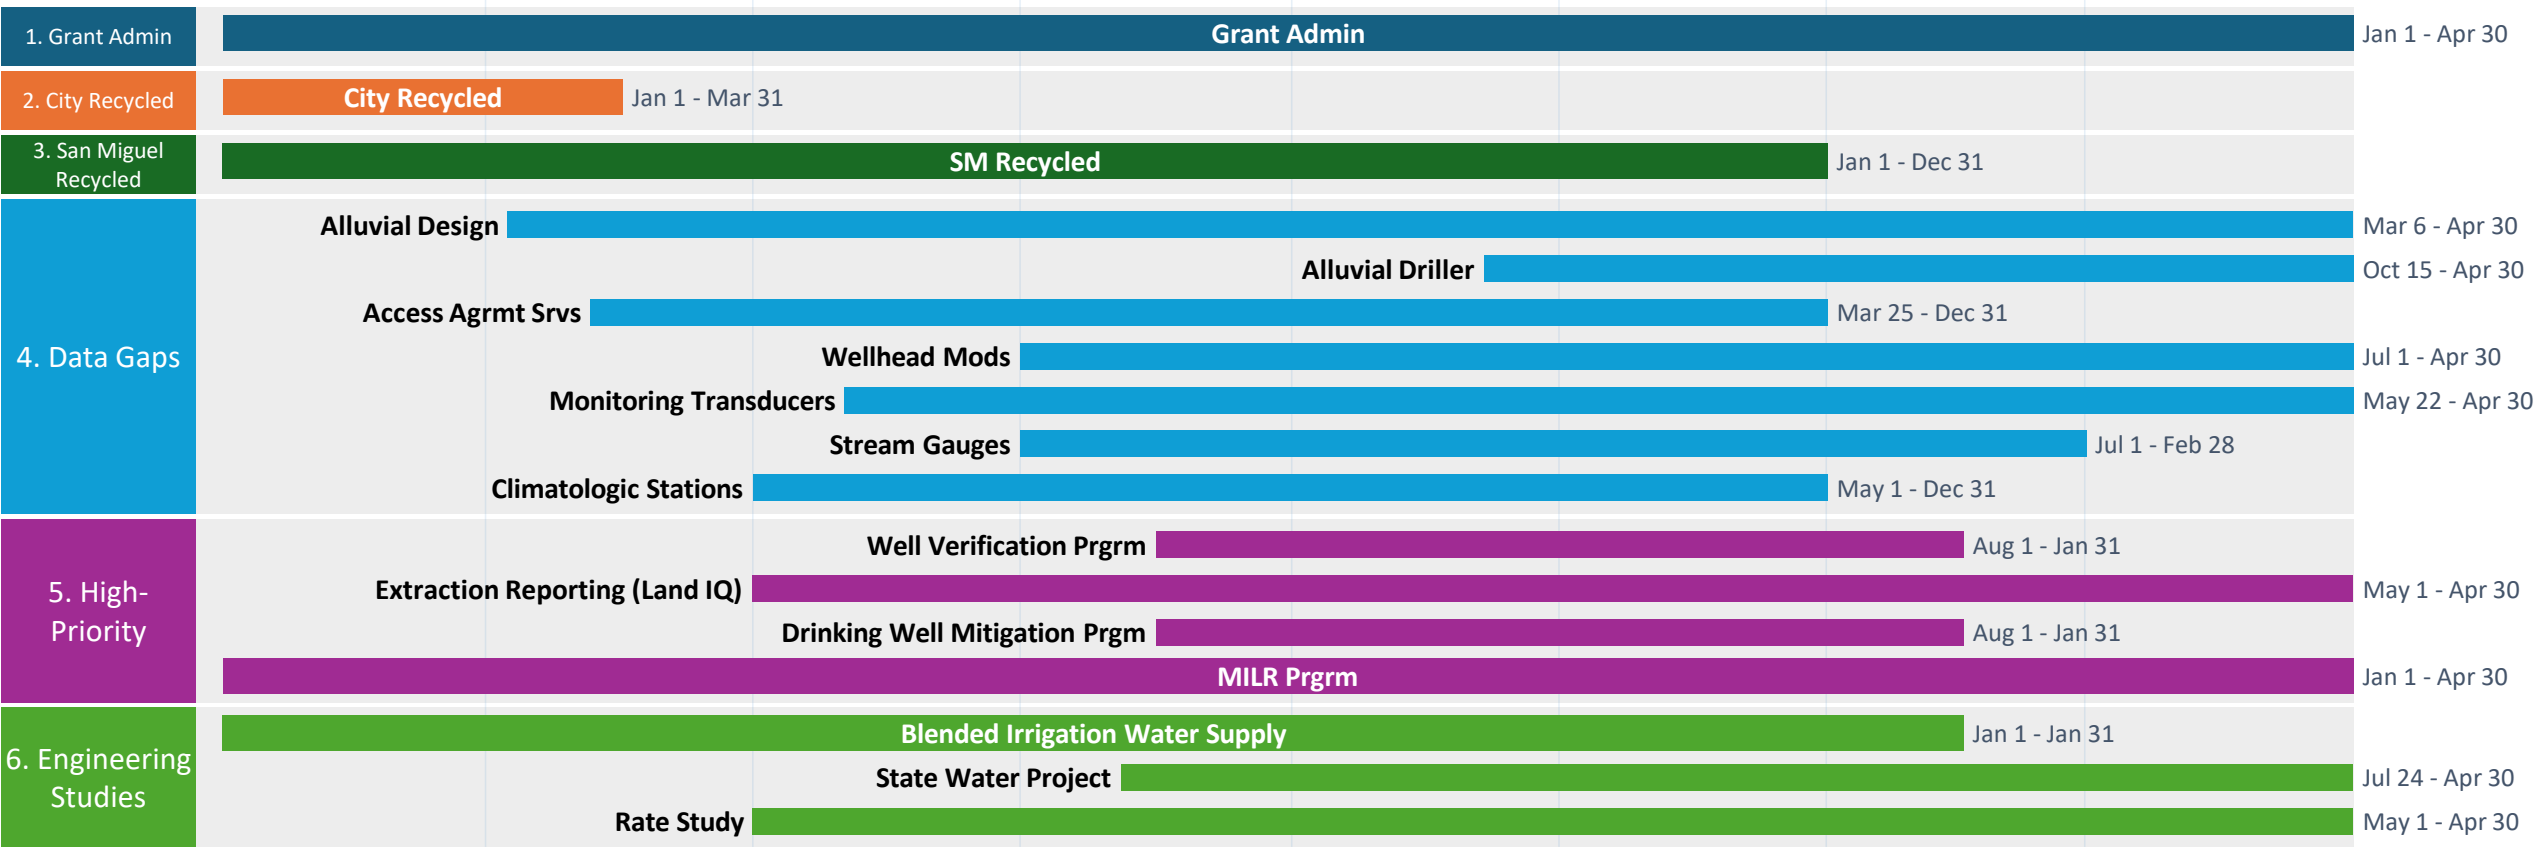 1. Grant Admin
Grant Admin
Jan 1 - Apr 30
2. City Recycled
City Recycled
Jan 1 - Mar 31
3. San Miguel
Recycled
SM Recycled
Jan 1 - Dec 31
4. Data Gaps
Alluvial Design
Mar 6 - Apr 30
Alluvial Driller
Oct 15 - Apr 30
Access Agrmt Srvs
Mar 25 - Dec 31
Wellhead Mods
Jul 1 - Apr 30
Monitoring Transducers
May 22 - Apr 30
Stream Gauges
Jul 1 - Feb 28
Climatologic Stations
May 1 - Dec 31
5. High-
Priority
Well Verification Prgrm
Aug 1 - Jan 31
Extraction Reporting (Land IQ)
May 1 - Apr 30
Drinking Well Mitigation Prgm
Aug 1 - Jan 31
MILR Prgrm
Jan 1 - Apr 30
6. Engineering
Studies
Blended Irrigation Water Supply
Jan 1 - Jan 31
State Water Project
Jul 24 - Apr 30
Rate Study
May 1 - Apr 30